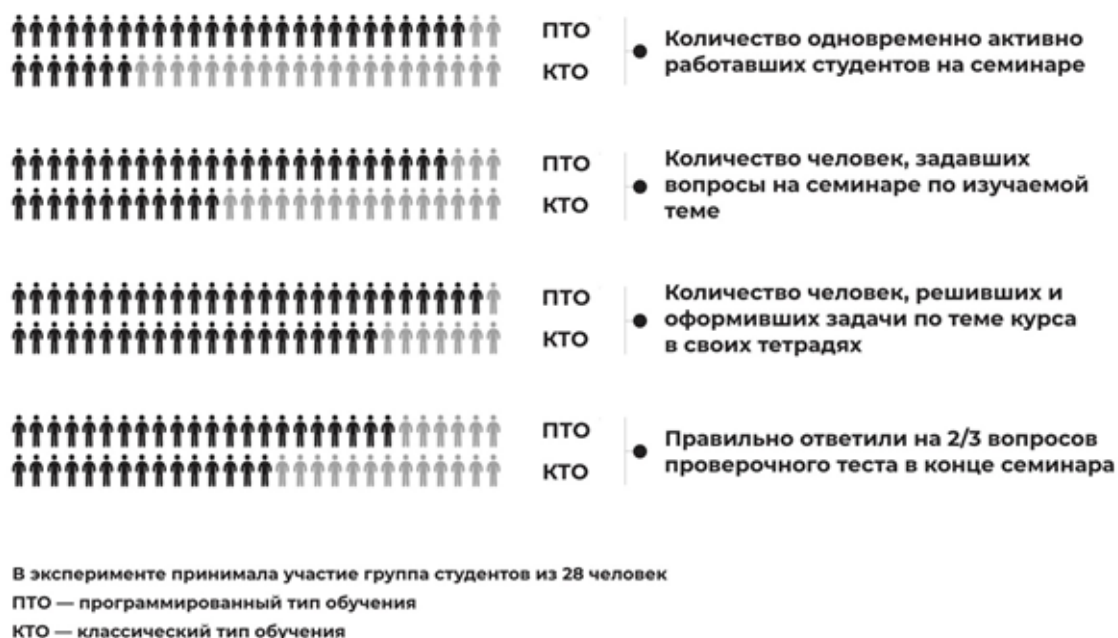 ПТО
КТО
Количество одновременно активно
работавших студентов на семинаре
ПТО
КТО
Количество человек, задавших
вопросы на семинаре по изучаемой
теме
ПТО
КТО
Количество человек, решивших и
оформивших задачи по теме курса
в своих тетрадях
ПТО
КТО
Правильно ответили на 2/3 вопросов
проверочного теста в конце семинара
В эксперименте принимала участие группа студентов из 28 человек
ПТО — программированный тип обучения
КТО — классический тип обучения